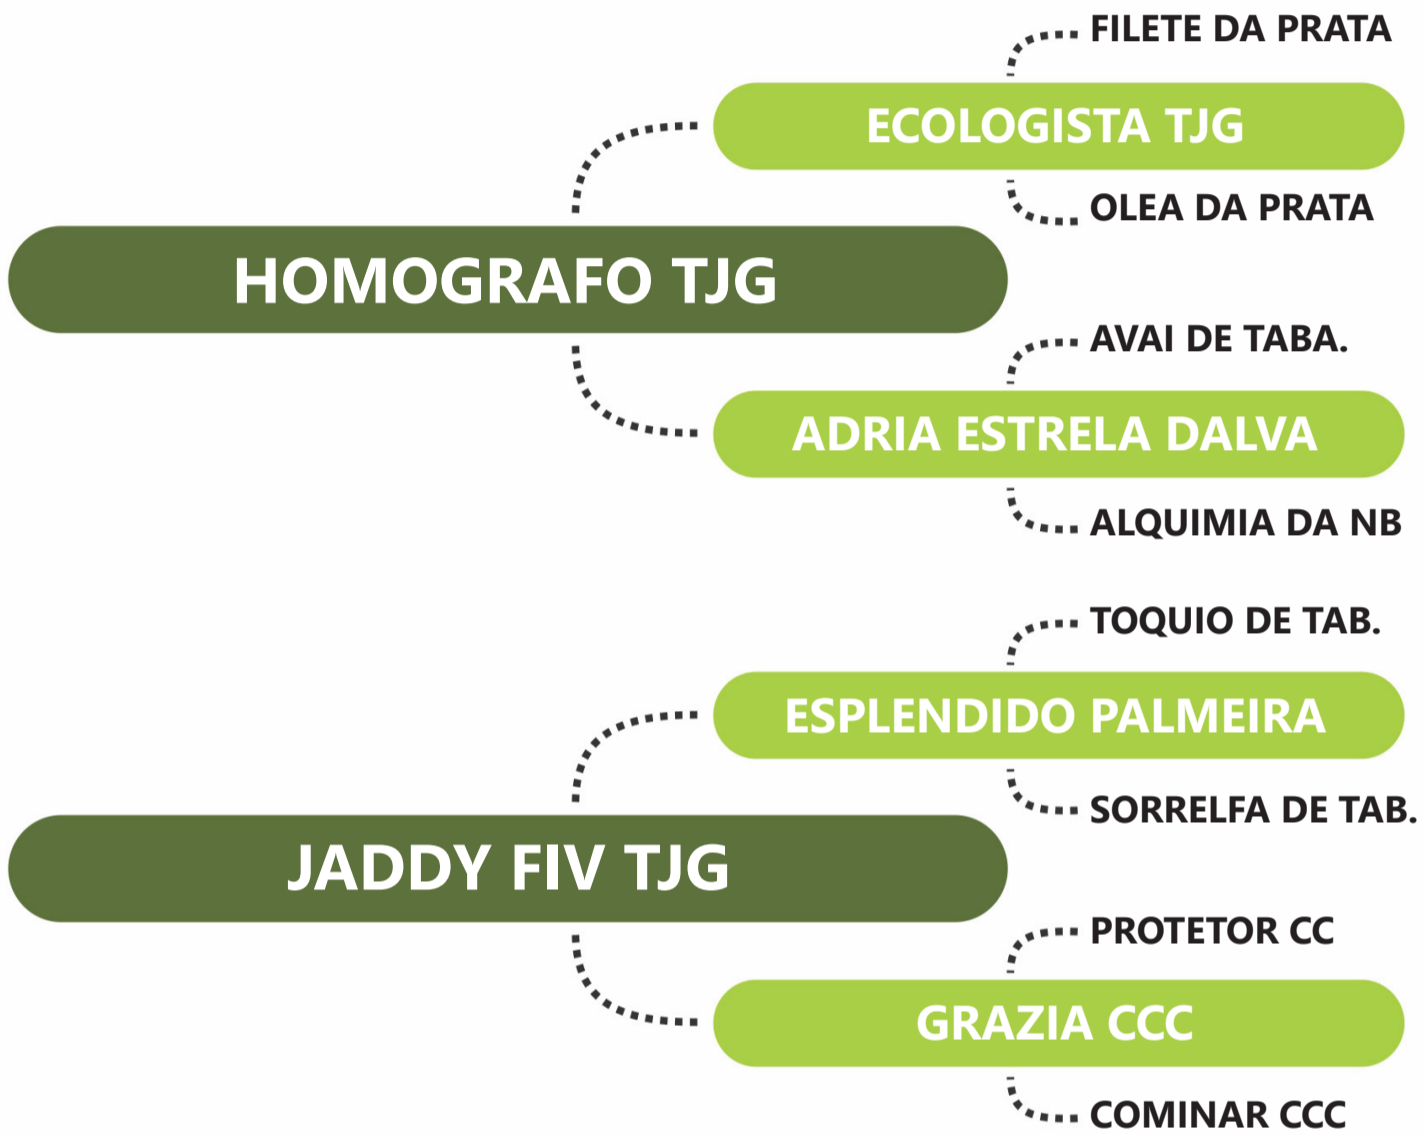 FILETE DA PRATA
ECOLOGISTA TJG
OLEA DA PRATA
HOMOGRAFO TJG
AVAI DE TABA.
ADRIA ESTRELA DALVA
ALQUIMIA DA NB
TOQUIO DE TAB.
ESPLENDIDO PALMEIRA
SORRELFA DE TAB.
JADDY FIV TJG
PROTETOR CC
GRAZIA CCC
COMINAR CCC